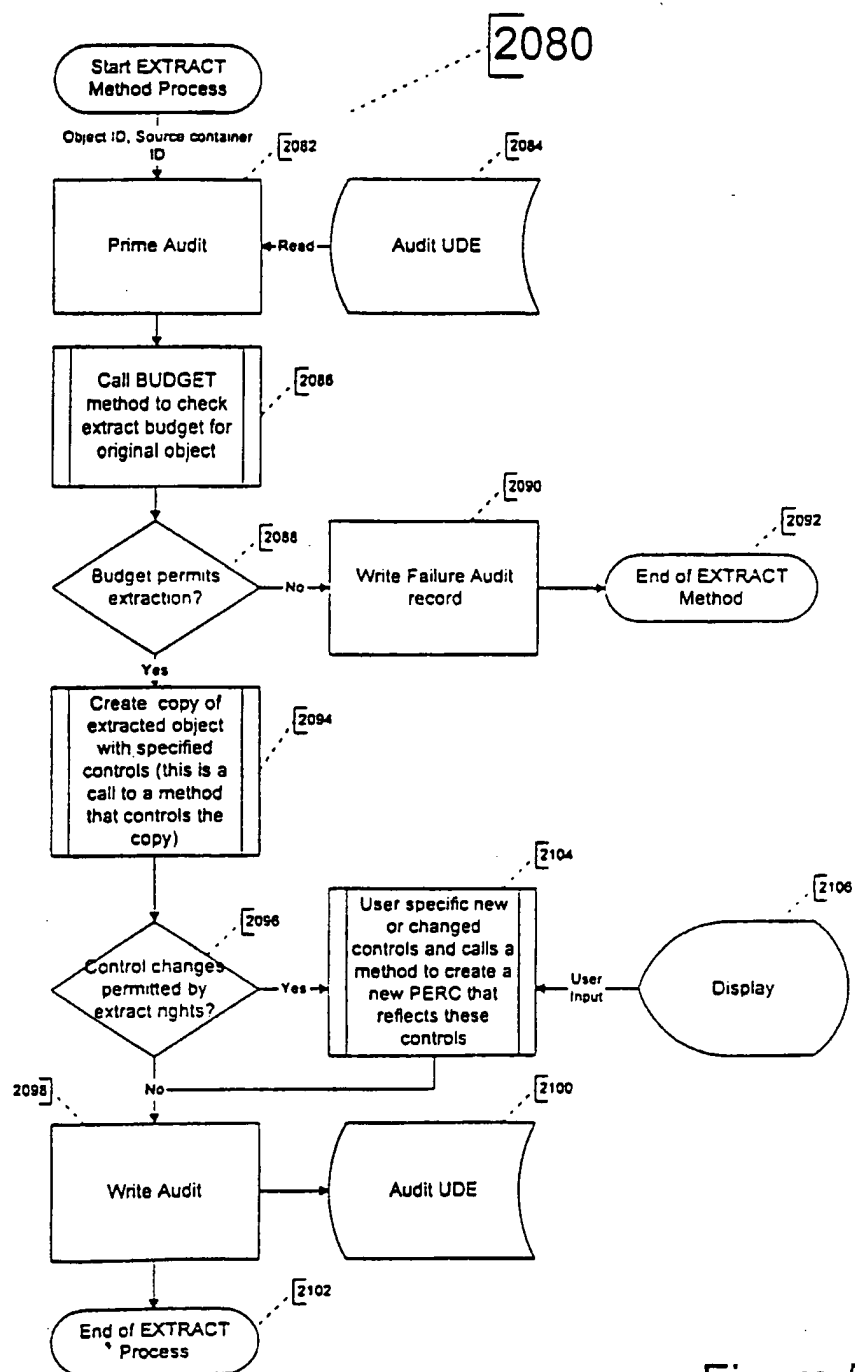 2080
Start EXTRACT
Method Process
Object ID, Source container
ID
2082
2084
Prime Audit
Read
Audit UDE
Call BUDGET
method to check
extract budget for
original object
2086
2088
Budget permits
extraction?
No
2090
Write Failure Audit
record
2092
End of EXTRACT
Method
Yes
Create copy of
extracted object
with specified
controls (this is a
call to a method
that controls the
copy)
2094
2096
Control changes
permitted by
extract rights?
Yes
2104
User specific new
or changed
controls and calls a
method to create a
new PERC that
reflects these
controls
User
Input
2106
Display
No
2098
Write Audit
2100
Audit UDE
2102
End of EXTRACT
Process